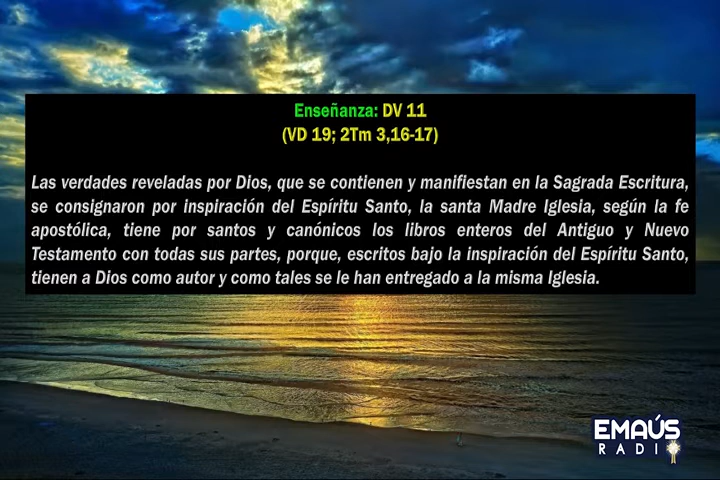 Enseñanza: DV 11
(VD 19; 2Tm 3,16-17)
Las verdades reveladas por Dios, que se contienen y manifiestan en la Sagrada Escritura,
se consignaron por inspiración del Espíritu Santo, la santa Madre Iglesia, según la fe
apostólica, tiene por santos y canónicos los libros enteros del Antiguo y Nuevo
Testamento con todas sus partes, porque, escritos bajo la inspiración del Espíritu Santo,
tienen a Dios como autor y como tales se le han entregado a la misma Iglesia.
EMAÚS
RADIO